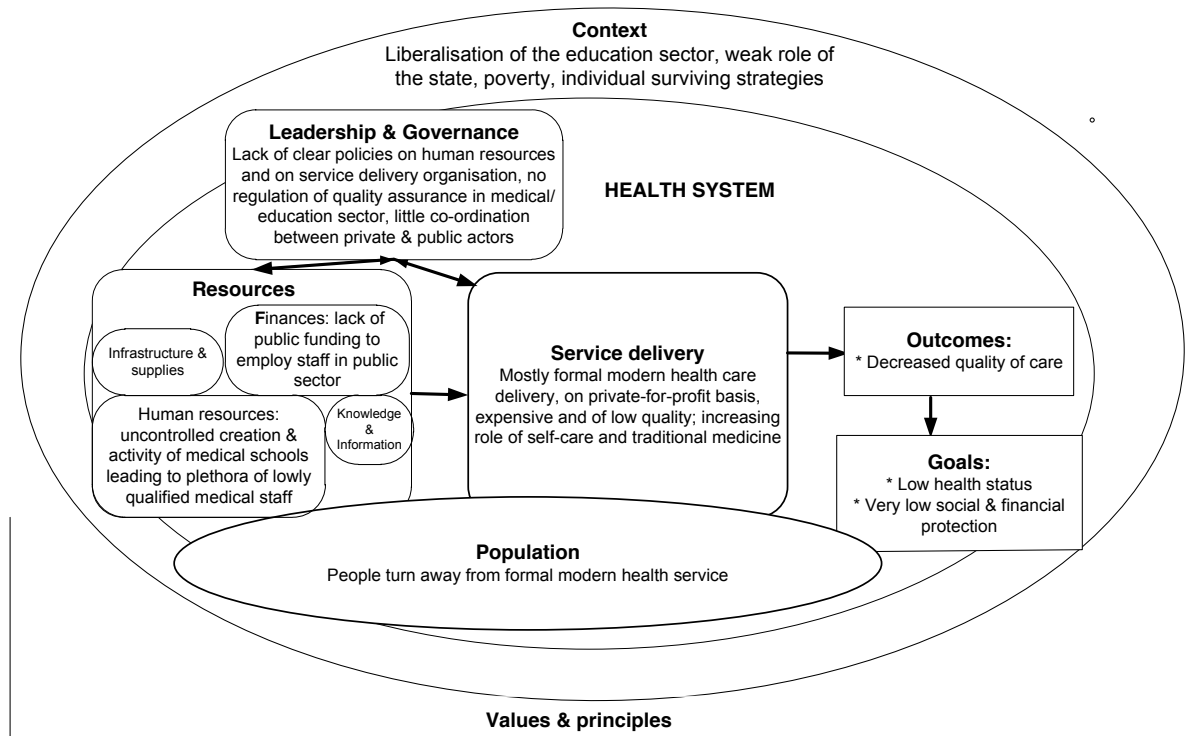 Context
Liberalisation of the education sector, weak role of
the state, poverty, individual surviving strategies
Leadership & Governance
Lack of clear policies on human resources
and on service delivery organisation, no
regulation of quality assurance in medical/
education sector, little co-ordination
between private & public actors
HEALTH SYSTEM
Resources
Infrastructure &
supplies
Finances: lack of
public funding to
employ staff in public
sector
Human resources:
uncontrolled creation &
activity of medical schools
leading to plethora of lowly
qualified medical staff
Knowledge
&
Information
Service delivery
Mostly formal modern health care
delivery, on private-for-profit basis,
expensive and of low quality; increasing
role of self-care and traditional medicine
Outcomes:
* Decreased quality of care
Goals:
* Low health status
* Very low social & financial
protection
Population
People turn away from formal modern health service
Values & principles